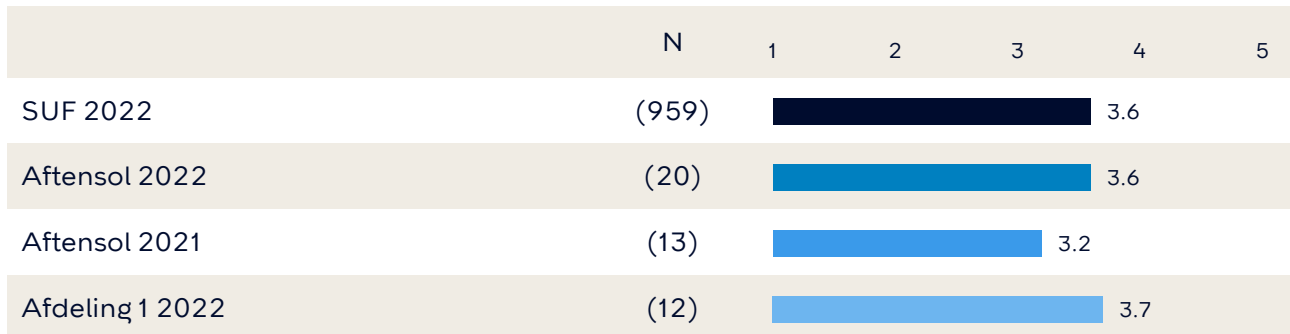 N 1 2 3 4 5
SUF 2022 (959) 3.6
Aftensol 2022 (20) 3.6
Aftensol 2021 (13) 3.2
Afdeling 1 2022 (12) 3.7